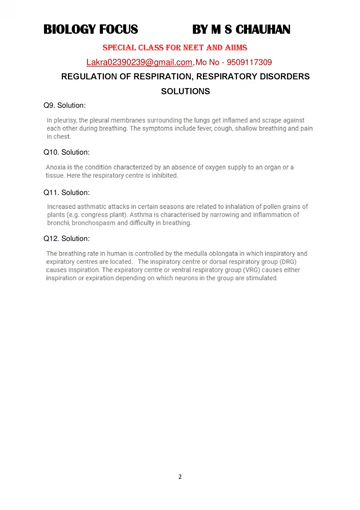 BIOLOGY FOCUS BY M S CHAUHAN
SPECIAL CLASS FOR NEET AND AIIMS
Lakra02390239@gmail.com,Mo No - 9509117309
REGULATION OF RESPIRATION, RESPIRATORY DISORDERS
SOLUTIONS
Q9. Solution:
In pleurisy, the pleural membranes surrounding the lungs get inflamed and scrape against
each other during breathing. The symptoms include fever, cough, shallow breathing and pain
in chest.
Q10. Solution:
Anoxia is the condition characterized by an absence of oxygen supply to an organ or a
tissue. Here the respiratory centre is inhibited.
Q11. Solution:
Increased asthmatic attacks in certain seasons are related to inhalation of pollen grains of
plants (e.g. congress plant). Asthma is characterised by narrowing and inflammation of
bronchi, bronchospasm and difficulty in breathing.
Q12. Solution:
The breathing rate in human is controlled by the medulla oblongata in which inspiratory and
expiratory centres are located. The inspiratory centre or dorsal respiratory group (DRG)
causes inspiration. The expiratory centre or ventral respiratory group (VRG) causes either
inspiration or expiration depending on which neurons in the group are stimulated.
2